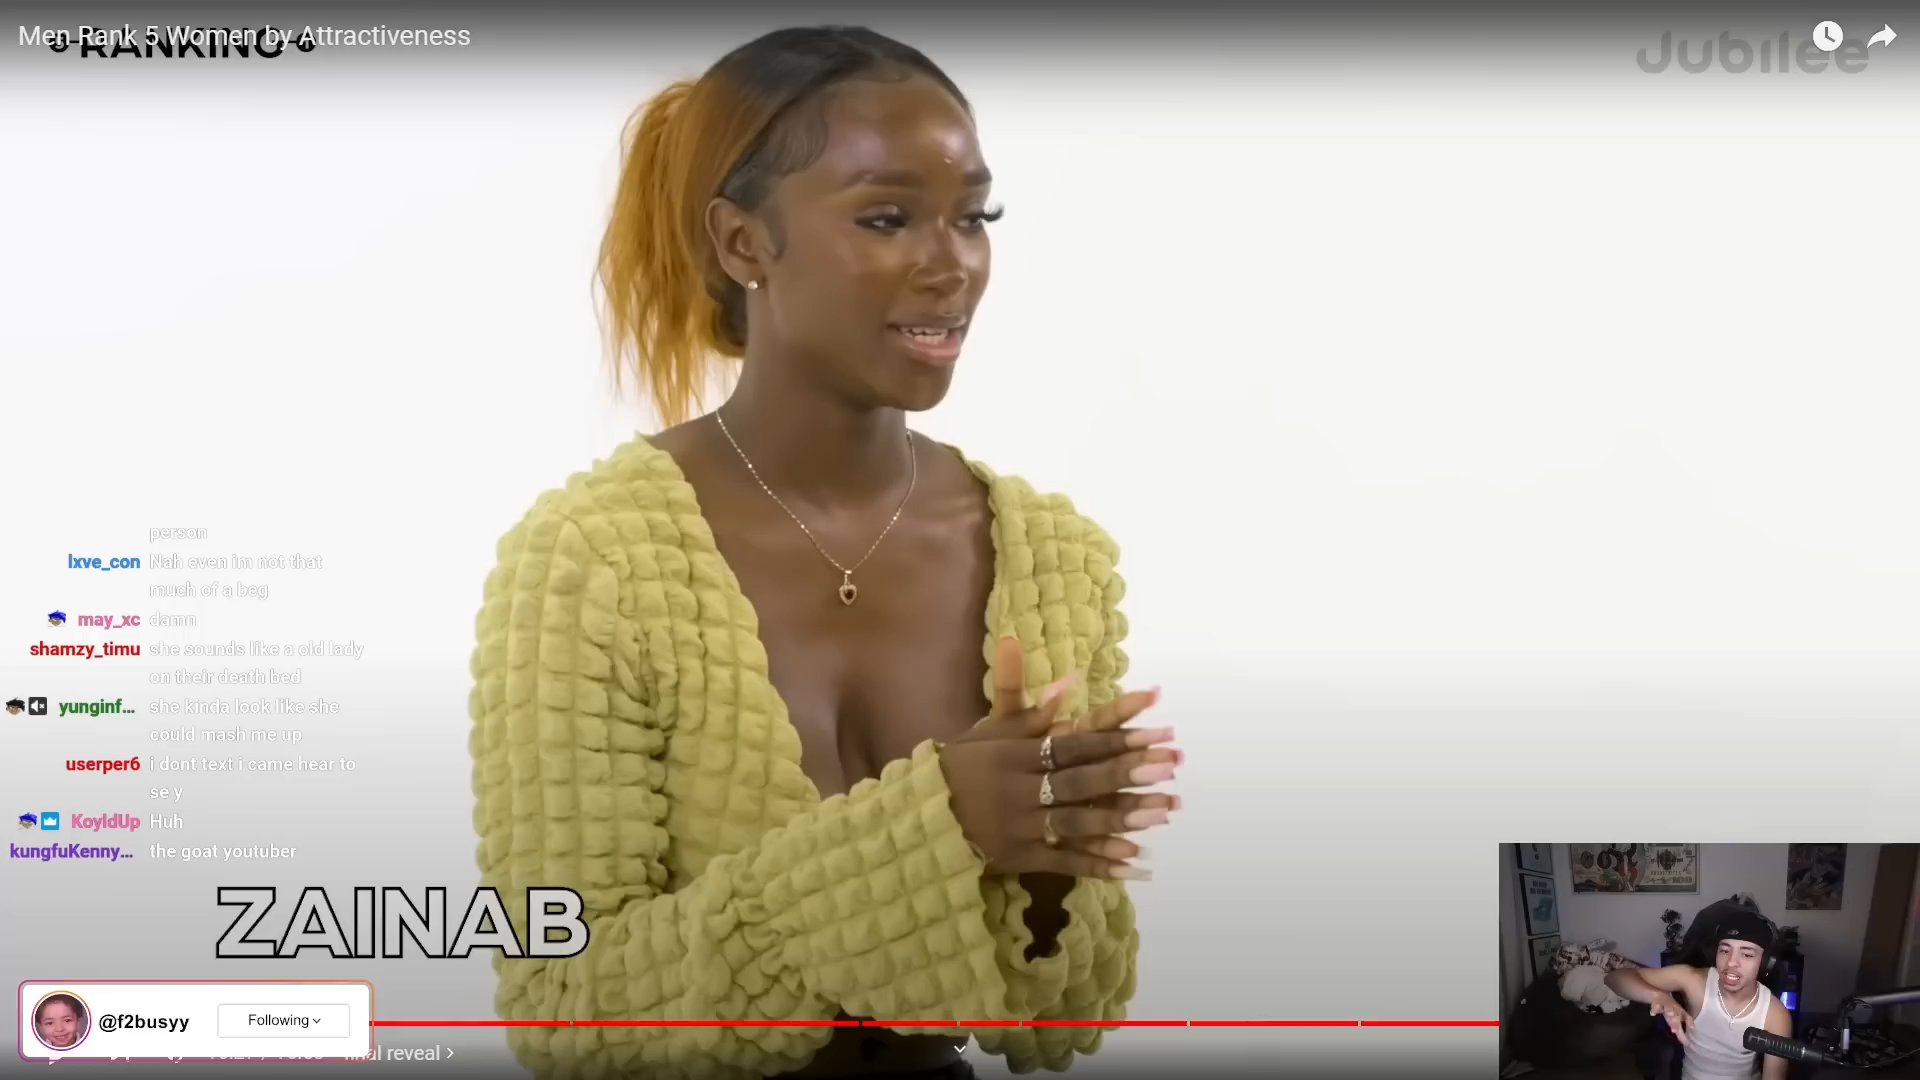 Men Rank 5 Women by Attractiveness
RANKING
Jubilee
person
lxve_con Nah even im not that
much of a beg
may_xc damn
shamzy_timu she sounds like a old lady
on their death bed
yunginf... she kinda look like she
could mash me up
userper6 i dont text i came hear to
se y
KoyldUp Huh
kungfuKenny... the goat youtuber
ZAINAB
@f2busyy Following
reveal